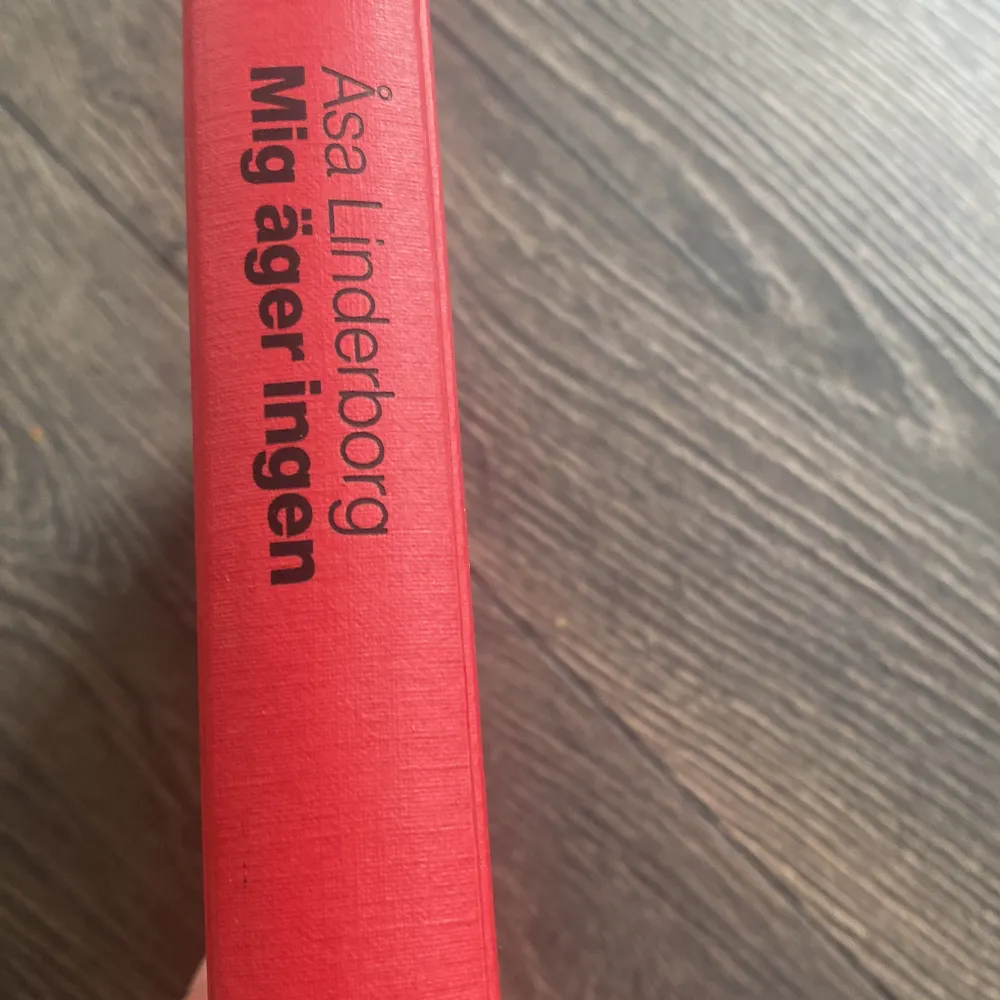 Åsa Linderborg
Mig äger ingen